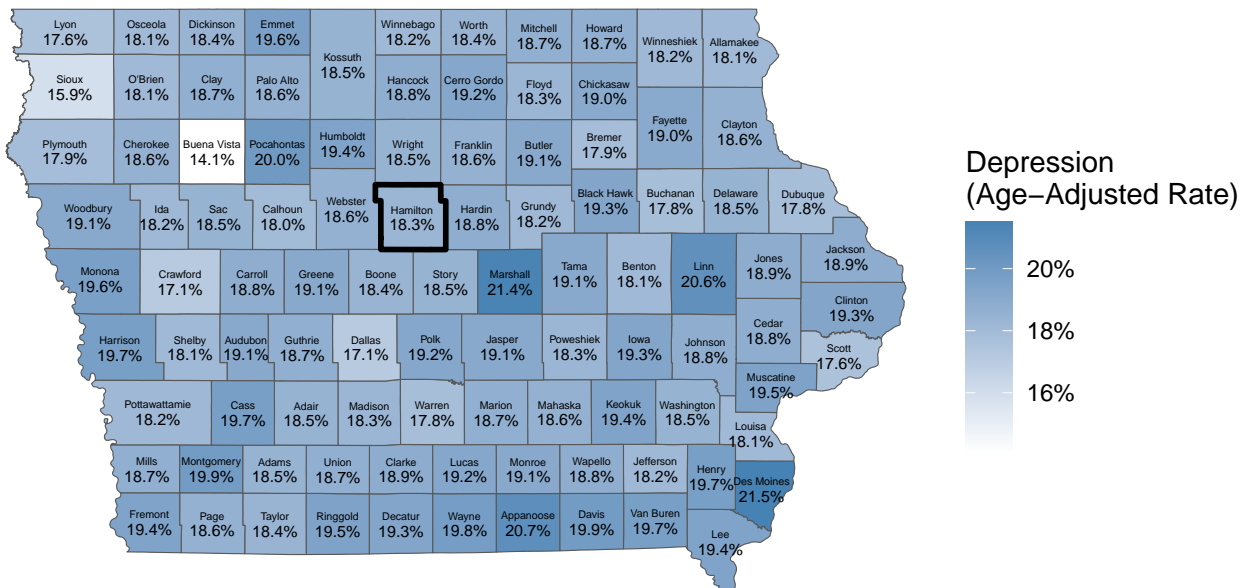 Lyon
17.6%
Osceola
18.1%
Dickinson
18.4%
Emmet
19.6%
Kossuth
18.5%
Winnebago
18.2%
Worth
18.4%
Mitchell
18.7%
Howard
18.7%
Winneshiek
18.2%
Allamakee
18.1%
Sioux
15.9%
O'Brien
18.1%
Clay
18.7%
Palo Alto
18.6%
Hancock
18.8%
Cerro Gordo
19.2%
Floyd
18.3%
Chickasaw
19.0%
Fayette
19.0%
Clayton
18.6%
Plymouth
17.9%
Cherokee
18.6%
Buena Vista
14.1%
Pocahontas
20.0%
Humboldt
19.4%
Wright
18.5%
Franklin
18.6%
Butler
19.1%
Bremer
17.9%
Woodbury
19.1%
Ida
18.2%
Sac
18.5%
Calhoun
18.0%
Webster
18.6%
Hamilton
18.3%
Hardin
18.8%
Grundy
18.2%
Black Hawk
19.3%
Buchanan
17.8%
Delaware
18.5%
Dubuque
17.8%
Monona
19.6%
Crawford
17.1%
Carroll
18.8%
Greene
19.1%
Boone
18.4%
Story
18.5%
Marshall
21.4%
Tama
19.1%
Benton
18.1%
Linn
20.6%
Jones
18.9%
Jackson
18.9%
Clinton
19.3%
Harrison
19.7%
Shelby
18.1%
Audubon
19.1%
Guthrie
18.7%
Dallas
17.1%
Polk
19.2%
Jasper
19.1%
Poweshiek
18.3%
Iowa
19.3%
Johnson
18.8%
Cedar
18.8%
Scott
17.6%
Muscatine
19.5%
Pottawattamie
18.2%
Cass
19.7%
Adair
18.5%
Madison
18.3%
Warren
17.8%
Marion
18.7%
Mahaska
18.6%
Keokuk
19.4%
Washington
18.5%
Louisa
18.1%
Mills
18.7%
Montgomery
19.9%
Adams
18.5%
Union
18.7%
Clarke
18.9%
Lucas
19.2%
Monroe
19.1%
Wapello
18.8%
Jefferson
18.2%
Henry
19.7%
Des Moines
21.5%
Fremont
19.4%
Page
18.6%
Taylor
18.4%
Ringgold
19.5%
Decatur
19.3%
Wayne
19.8%
Appanoose
20.7%
Davis
19.9%
Van Buren
19.7%
Lee
19.4%
Depression
(Age−Adjusted Rate)
20%
18%
16%